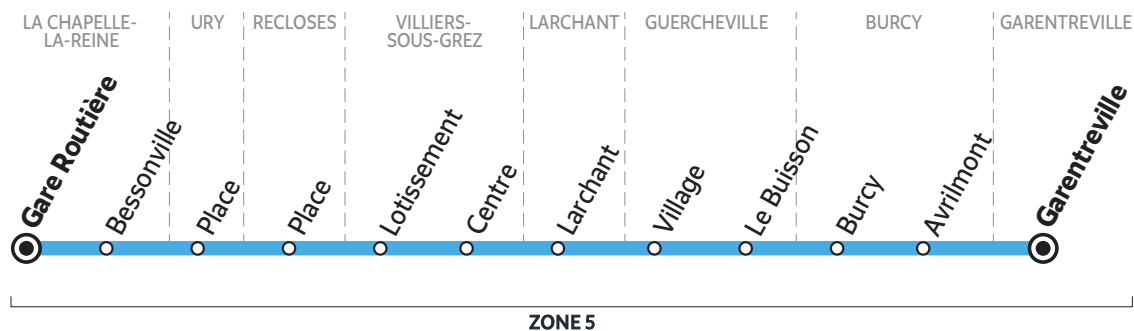 LA CHAPELLE-
LA-REINE
URY
RECLOSES
VILLIERS-
SOUS-GREZ
LARCHANT
GUERCHEVILLE
BURCY
GARENTREVILLE
Gare Routière
Bessonville
Place
Place
Lotissement
Centre
Larchant
Village
Le Buisson
Burcy
Avrilmont
Garentreville
ZONE 5